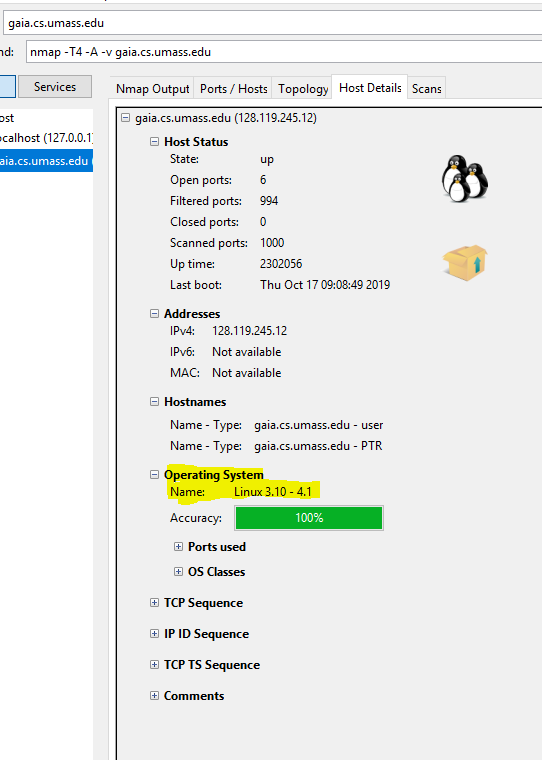 gaia.cs.umass.edu
nd: nmap -T4 -A -v gaia.cs.umass.edu
Services
Nmap Output Ports / Hosts Topology Host Details Scans
ost
ocalhost (127.0.0.1)
aia.cs.umass.edu (
gaia.cs.umass.edu (128.119.245.12)
Host Status
State: up
Open ports: 6
Filtered ports: 994
Closed ports: 0
Scanned ports: 1000
Up time: 2302056
Last boot: Thu Oct 17 09:08:49 2019
Addresses
IPv4: 128.119.245.12
IPv6: Not available
MAC: Not available
Hostnames
Name - Type: gaia.cs.umass.edu - user
Name - Type: gaia.cs.umass.edu - PTR
Operating System
Name: Linux 3.10 - 4.1
Accuracy: 100%
Ports used
OS Classes
TCP Sequence
IP ID Sequence
TCP TS Sequence
Comments